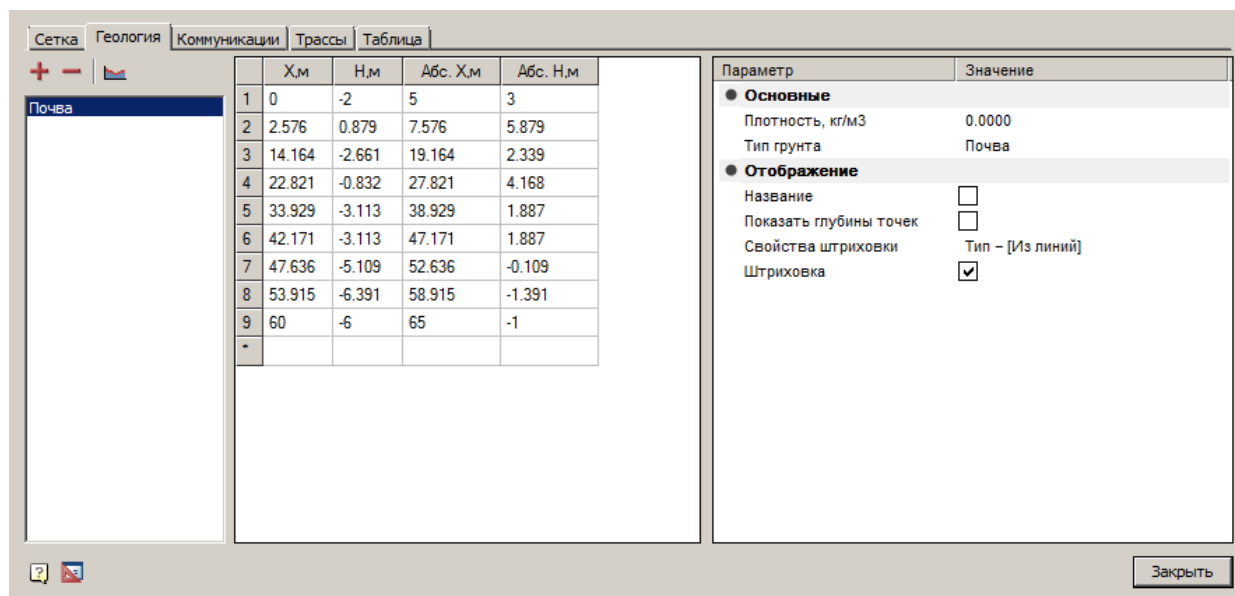 Сетка Геология Коммуникации Трассы Таблица
X,м H,м Абс. X,м Абс. H,м
Параметр Значение
Почва
1 0 -2 5 3
2 2.576 0.879 7.576 5.879
3 14.164 -2.661 19.164 2.339
4 22.821 -0.832 27.821 4.168
5 33.929 -3.113 38.929 1.887
6 42.171 -3.113 47.171 1.887
7 47.636 -5.109 52.636 -0.109
8 53.915 -6.391 58.915 -1.391
9 60 -6 65 -1
*
Основные
Плотность, кг/м3 0.0000
Тип грунта Почва
Отображение
Название
Показать глубины точек
Свойства штриховки Тип – [Из линий]
Штриховка
?
Закрыть